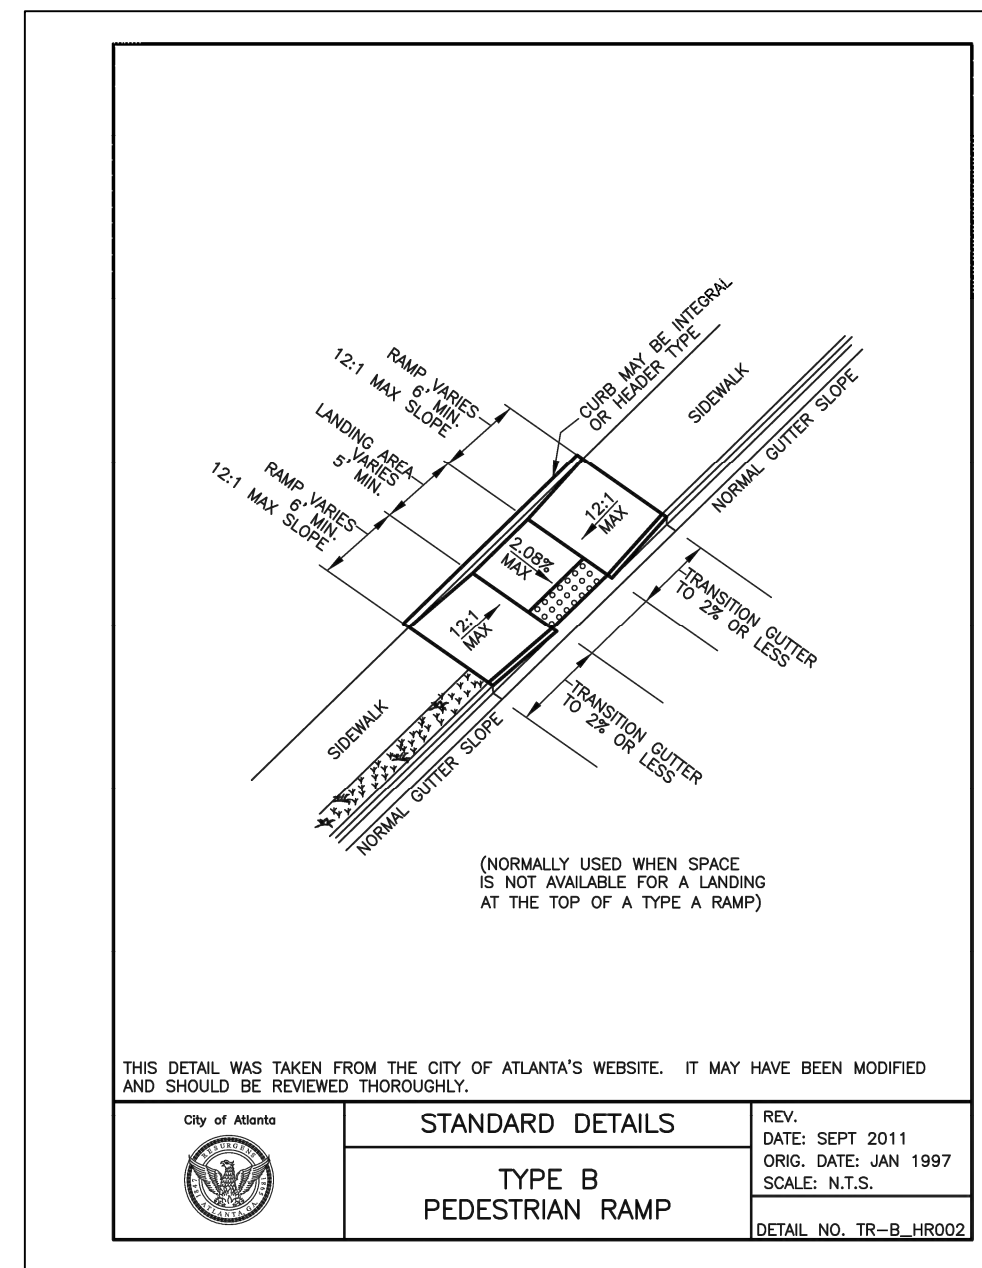 CURB MAY BE INTEGRAL
OR HEADER TYPE
RAMP VARIES
6' MIN.
12:1 MAX SLOPE
LANDING AREA
VARIES
5' MIN.
RAMP VARIES
6' MIN.
12:1 MAX SLOPE
SIDEWALK
NORMAL GUTTER SLOPE
12:1
MAX
2.08%
MAX
12:1
MAX
TRANSITION GUTTER
TO 2% OR LESS
TRANSITION GUTTER
TO 2% OR LESS
SIDEWALK
NORMAL GUTTER SLOPE
(NORMALLY USED WHEN SPACE
IS NOT AVAILABLE FOR A LANDING
AT THE TOP OF A TYPE A RAMP)
THIS DETAIL WAS TAKEN FROM THE CITY OF ATLANTA'S WEBSITE. IT MAY HAVE BEEN MODIFIED
AND SHOULD BE REVIEWED THOROUGHLY.
City of Atlanta
RESURGENS
1847 1865
ATLANTA, GA.
STANDARD DETAILS
TYPE B
PEDESTRIAN RAMP
REV.
DATE: SEPT 2011
ORIG. DATE: JAN 1997
SCALE: N.T.S.
DETAIL NO. TR-B_HR002